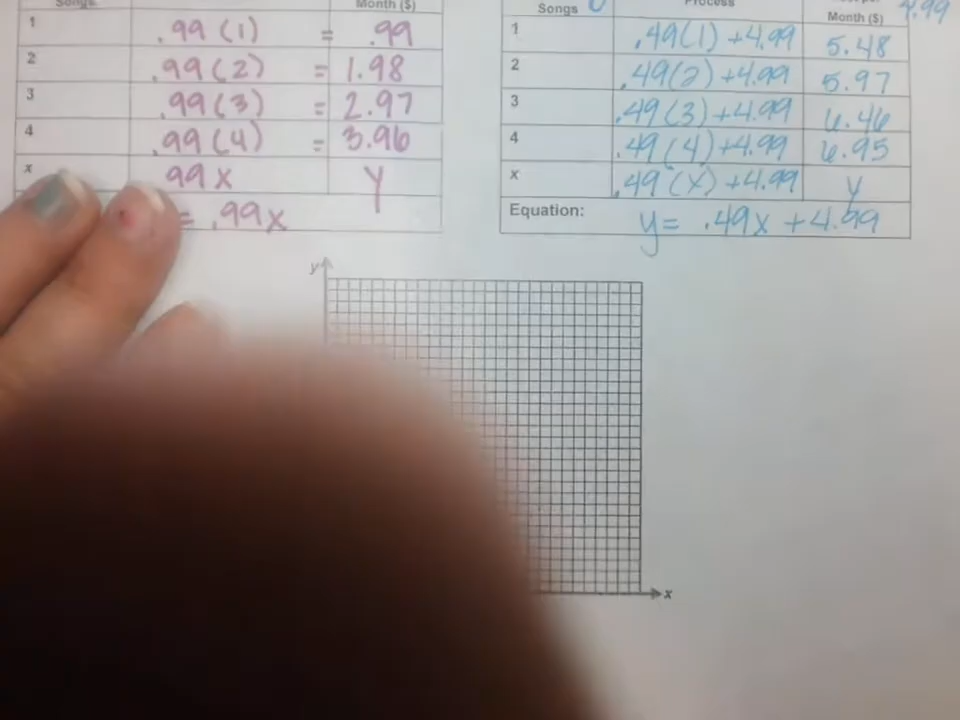 Songs Month ($)
1 .99 (1) = .99
2 .99 (2) = 1.98
3 .99 (3) = 2.97
4 .99 (4) = 3.96
x .99 x y
= .99x
Songs Process Month ($) 4.99
1 .49(1) +4.99 5.48
2 .49(2) +4.99 5.97
3 .49(3) +4.99 6.46
4 .49(4) +4.99 6.95
x .49(x) +4.99 y
Equation: y= .49x +4.99
y
x